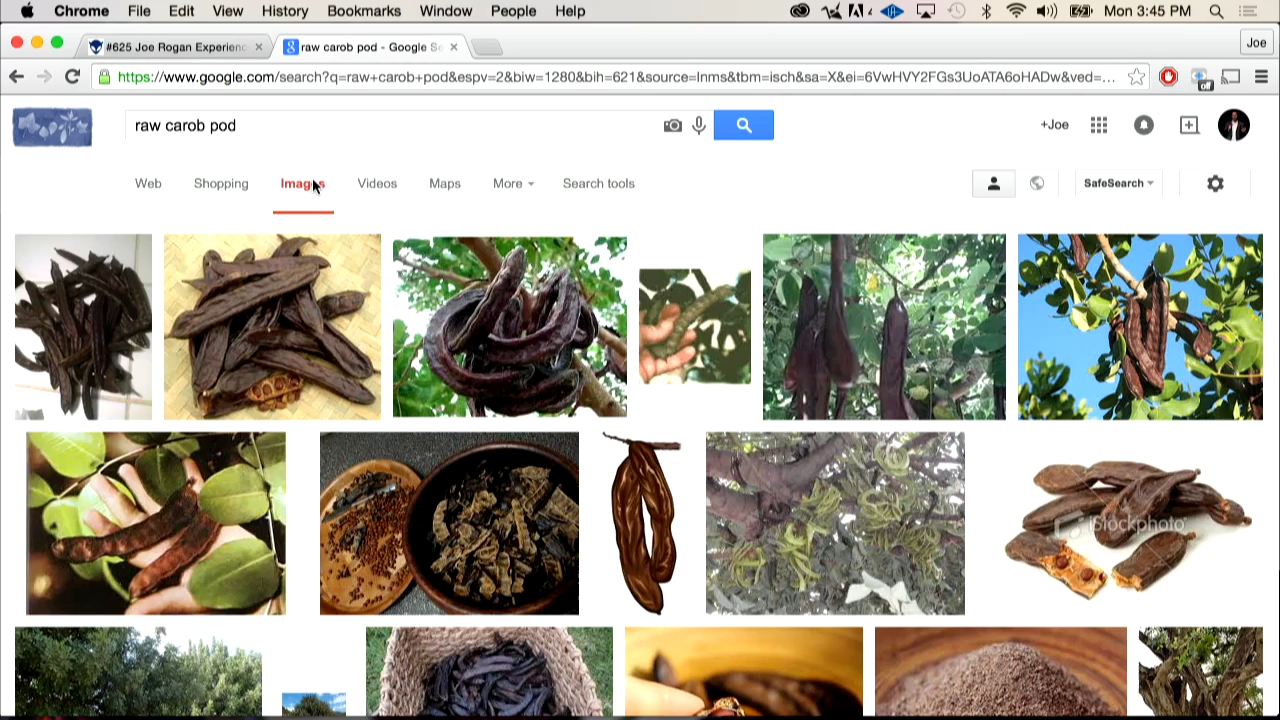 Chrome File Edit View History Bookmarks Window People Help
4
Mon 3:45 PM
#625 Joe Rogan Experienc
raw carob pod - Google Se
Joe
https://www.google.com/search?q=raw+carob+pod&espv=2&biw=1280&bih=621&source=lnms&tbm=isch&sa=X&ei=6VwHVY2FGs3UoATA6oHADw&ved=...
off
raw carob pod
+Joe
Web Shopping Images Videos Maps More Search tools
SafeSearch
iStockphoto